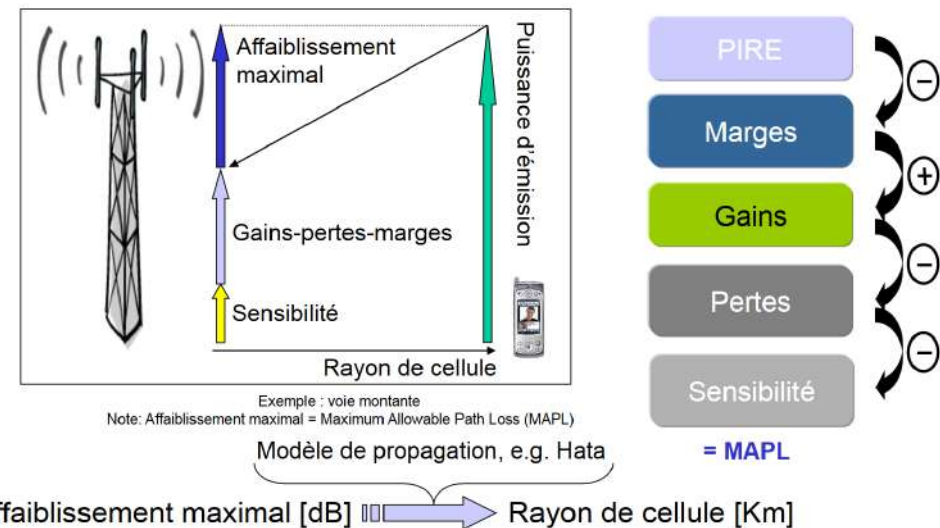 Affaiblissement
maximal
Puissance d'émission
Gains-pertes-marges
Sensibilité
Rayon de cellule
Exemple : voie montante
Note: Affaiblissement maximal = Maximum Allowable Path Loss (MAPL)
PIRE
−
Marges
+
Gains
−
Pertes
−
Sensibilité
= MAPL
Modèle de propagation, e.g. Hata
ffaiblissement maximal [dB]
Rayon de cellule [Km]